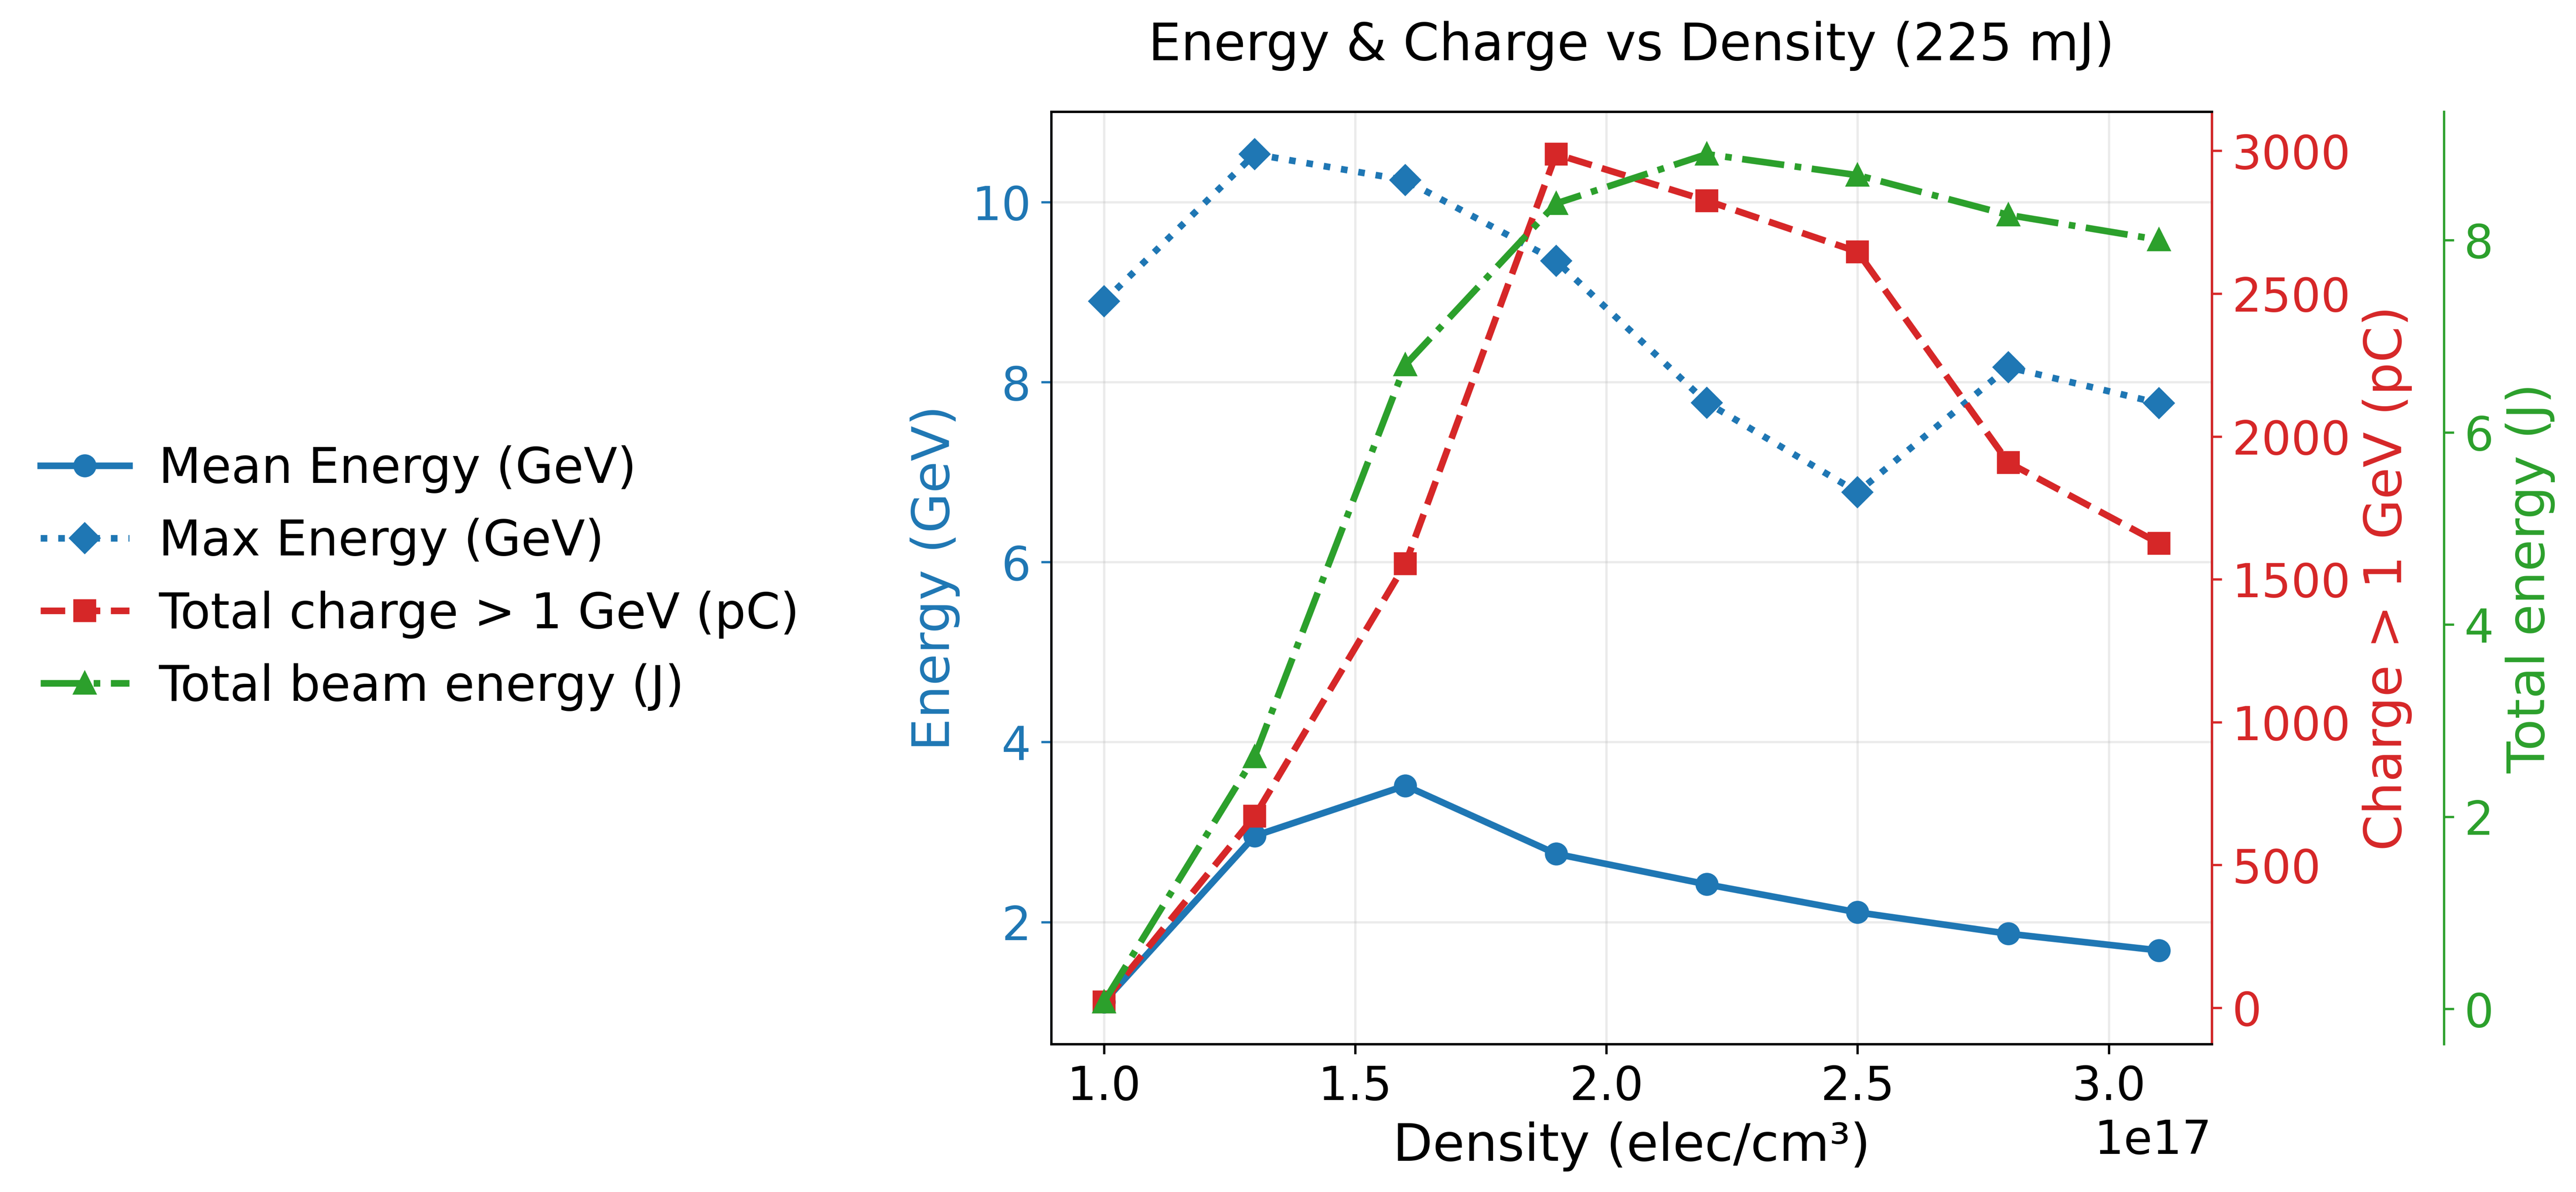 Energy & Charge vs Density (225 mJ)
Mean Energy (GeV)
Max Energy (GeV)
Total charge > 1 GeV (pC)
Total beam energy (J)
Energy (GeV)
10
8
6
4
2
1.0
1.5
2.0
2.5
3.0
1e17
Density (elec/cm³)
3000
2500
2000
1500
1000
500
0
Charge > 1 GeV (pC)
8
6
4
2
0
Total energy (J)